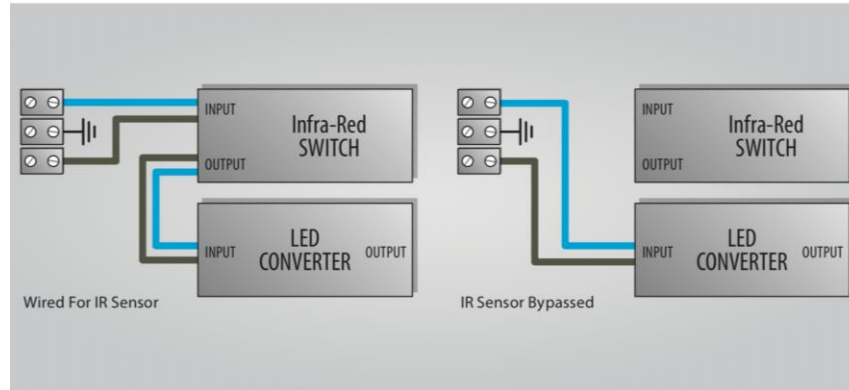 INPUT
Infra-Red
SWITCH
OUTPUT
INPUT
LED
CONVERTER
OUTPUT
Wired For IR Sensor
INPUT
Infra-Red
SWITCH
OUTPUT
INPUT
LED
CONVERTER
OUTPUT
IR Sensor Bypassed